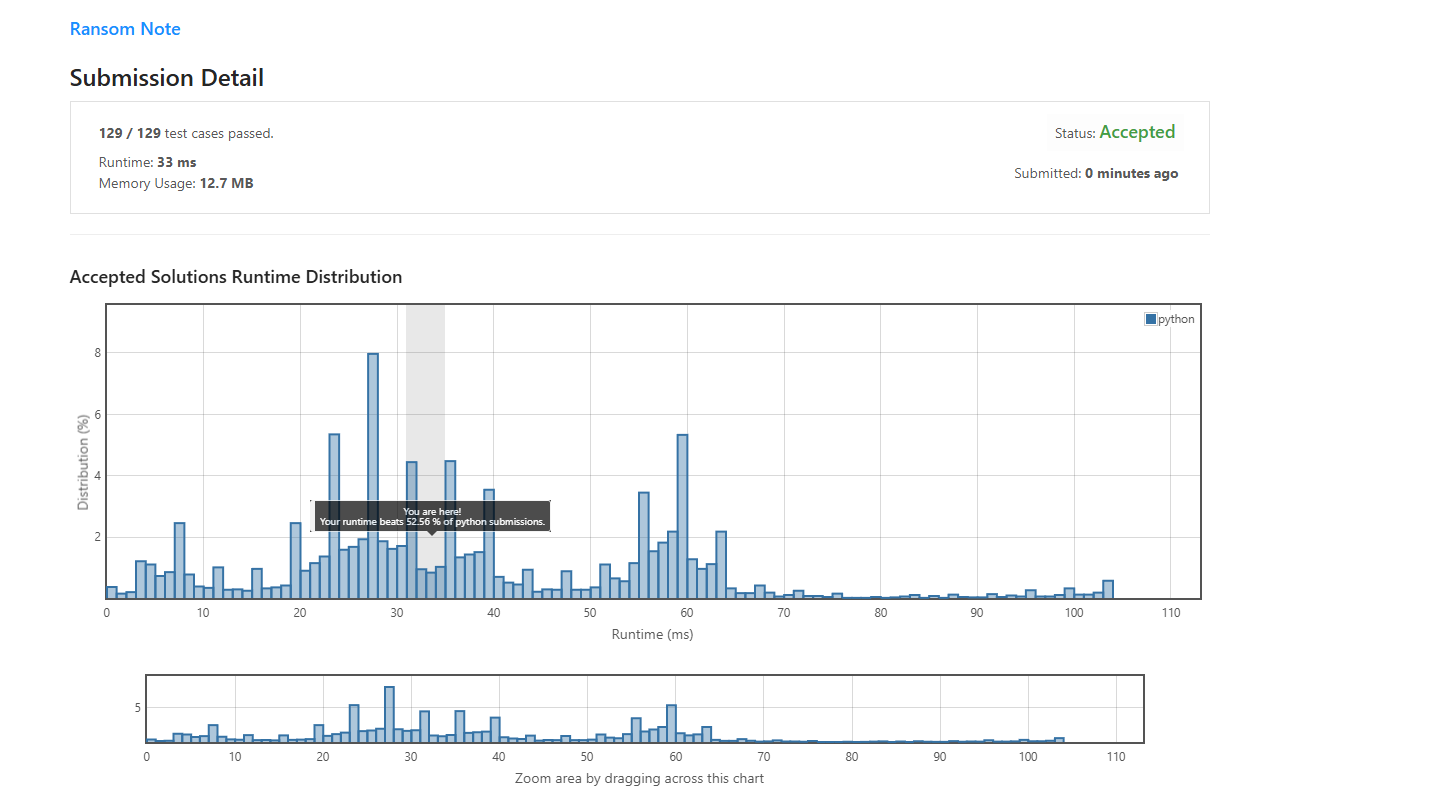 Ransom Note
Submission Detail
129 / 129 test cases passed.
Status: Accepted
Runtime: 33 ms
Memory Usage: 12.7 MB
Submitted: 0 minutes ago
Accepted Solutions Runtime Distribution
python
8
6
4
2
Distribution (%)
You are here!
Your runtime beats 52.56 % of python submissions.
0 10 20 30 40 50 60 70 80 90 100 110
Runtime (ms)
5
0 10 20 30 40 50 60 70 80 90 100 110
Zoom area by dragging across this chart